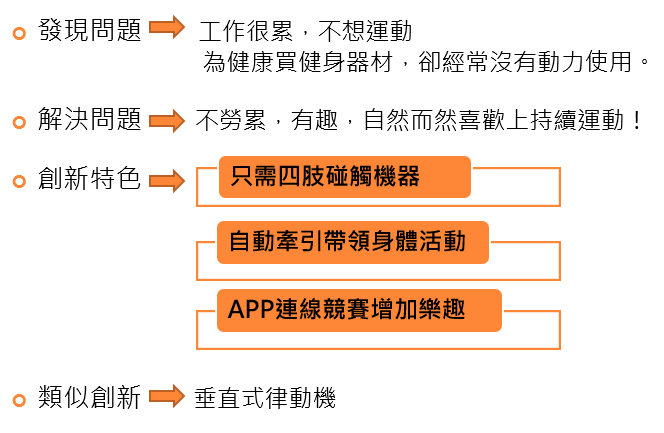 發現問題 工作很累，不想運動
為健康買健身器材，卻經常沒有動力使用。
解決問題 不勞累，有趣，自然而然喜歡上持續運動！
創新特色 只需四肢碰觸機器
自動牽引帶領身體活動
APP連線競賽增加樂趣
類似創新 垂直式律動機